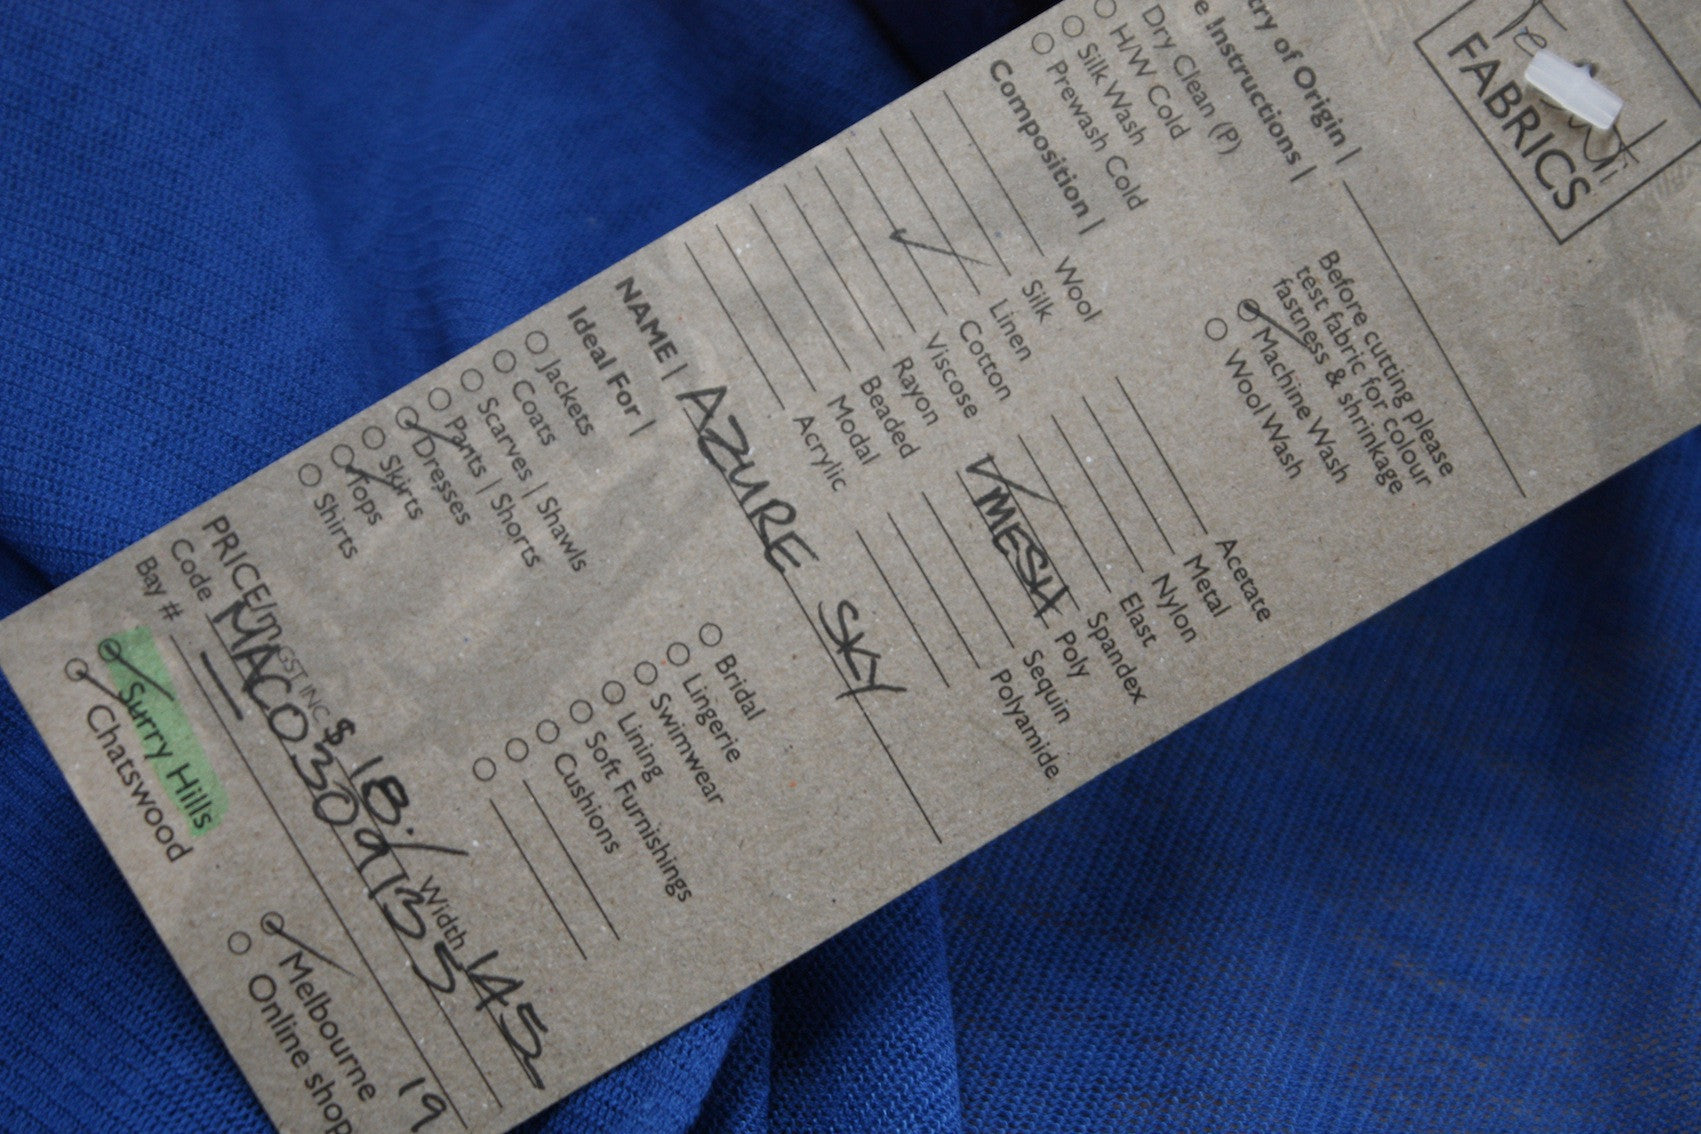 FABRICS
try of Origin |
e Instructions |
Dry Clean (P)
H/W Cold
Silk Wash
Prewash Cold
Before cutting please
test fabric for colour
fastness & shrinkage
Machine Wash
Wool Wash
Composition |
Wool
Silk
Linen
Cotton
Viscose
Rayon
Beaded
Modal
Acrylic
Acetate
Metal
Nylon
Elast
Spandex
MESH Poly
Sequin
Polyamide
NAME | AZURE SKY
Ideal For |
Jackets
Coats
Scarves | Shawls
Pants | Shorts
Dresses
Skirts
Tops
Shirts
Bridal
Lingerie
Swimwear
Lining
Soft Furnishings
Cushions
PRICE/M GST INC $ 18./ Width 145
Code MAC0309135
Bay # 19
Surry Hills
Chatswood
Melbourne
Online shop